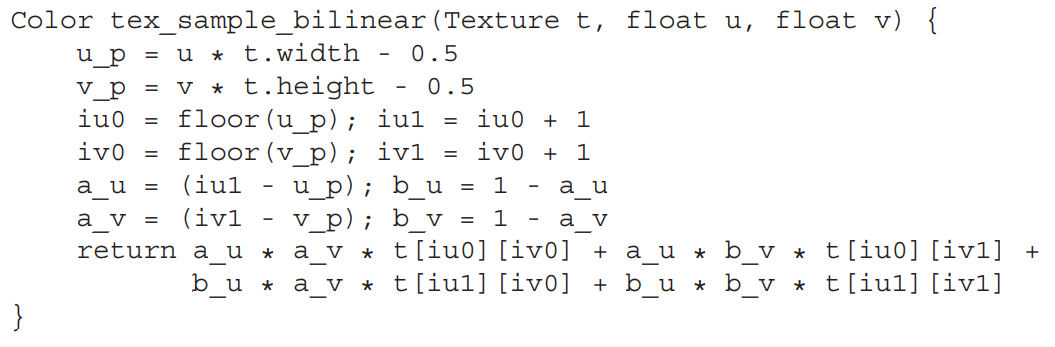 Color tex_sample_bilinear(Texture t, float u, float v) {
    u_p = u * t.width - 0.5
    v_p = v * t.height - 0.5
    iu0 = floor(u_p); iu1 = iu0 + 1
    iv0 = floor(v_p); iv1 = iv0 + 1
    a_u = (iu1 - u_p); b_u = 1 - a_u
    a_v = (iv1 - v_p); b_v = 1 - a_v
    return a_u * a_v * t[iu0][iv0] + a_u * b_v * t[iu0][iv1] +
           b_u * a_v * t[iu1][iv0] + b_u * b_v * t[iu1][iv1]
}